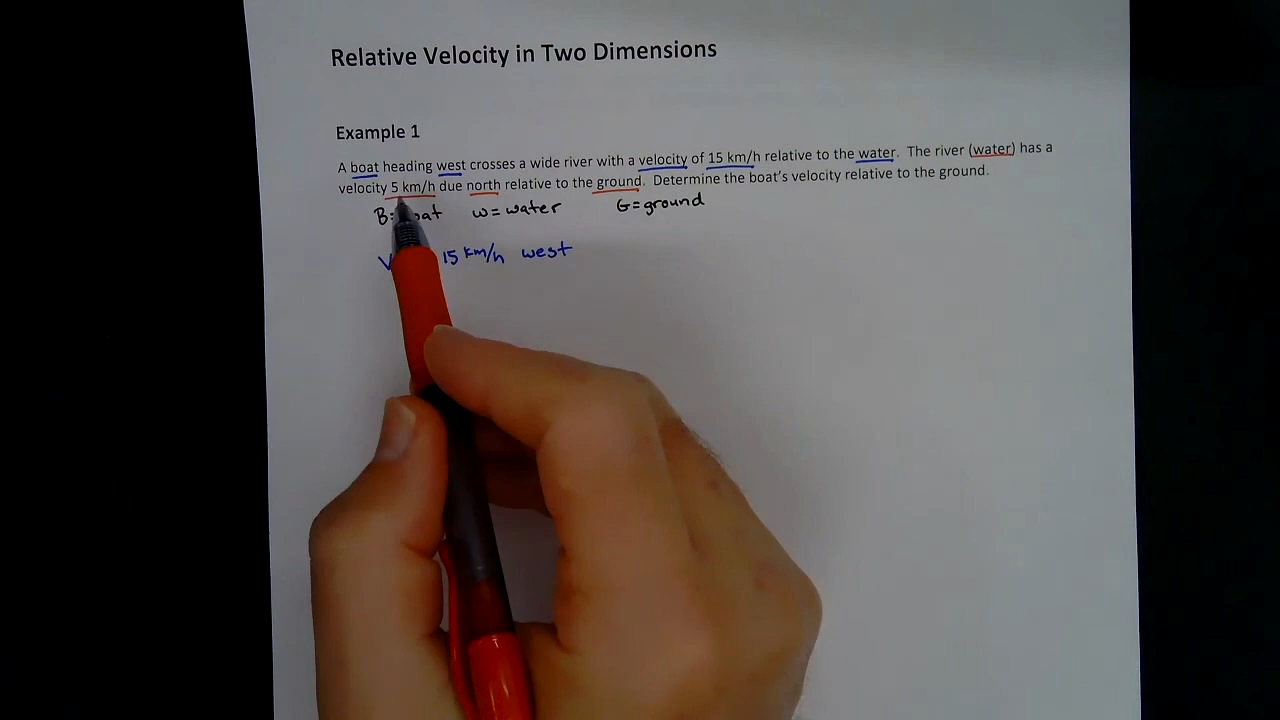 Relative Velocity in Two Dimensions
Example 1
A boat heading west crosses a wide river with a velocity of 15 km/h relative to the water. The river (water) has a
velocity 5 km/h due north relative to the ground. Determine the boat's velocity relative to the ground.
B= oat w= water G=ground
V 15 km/h west